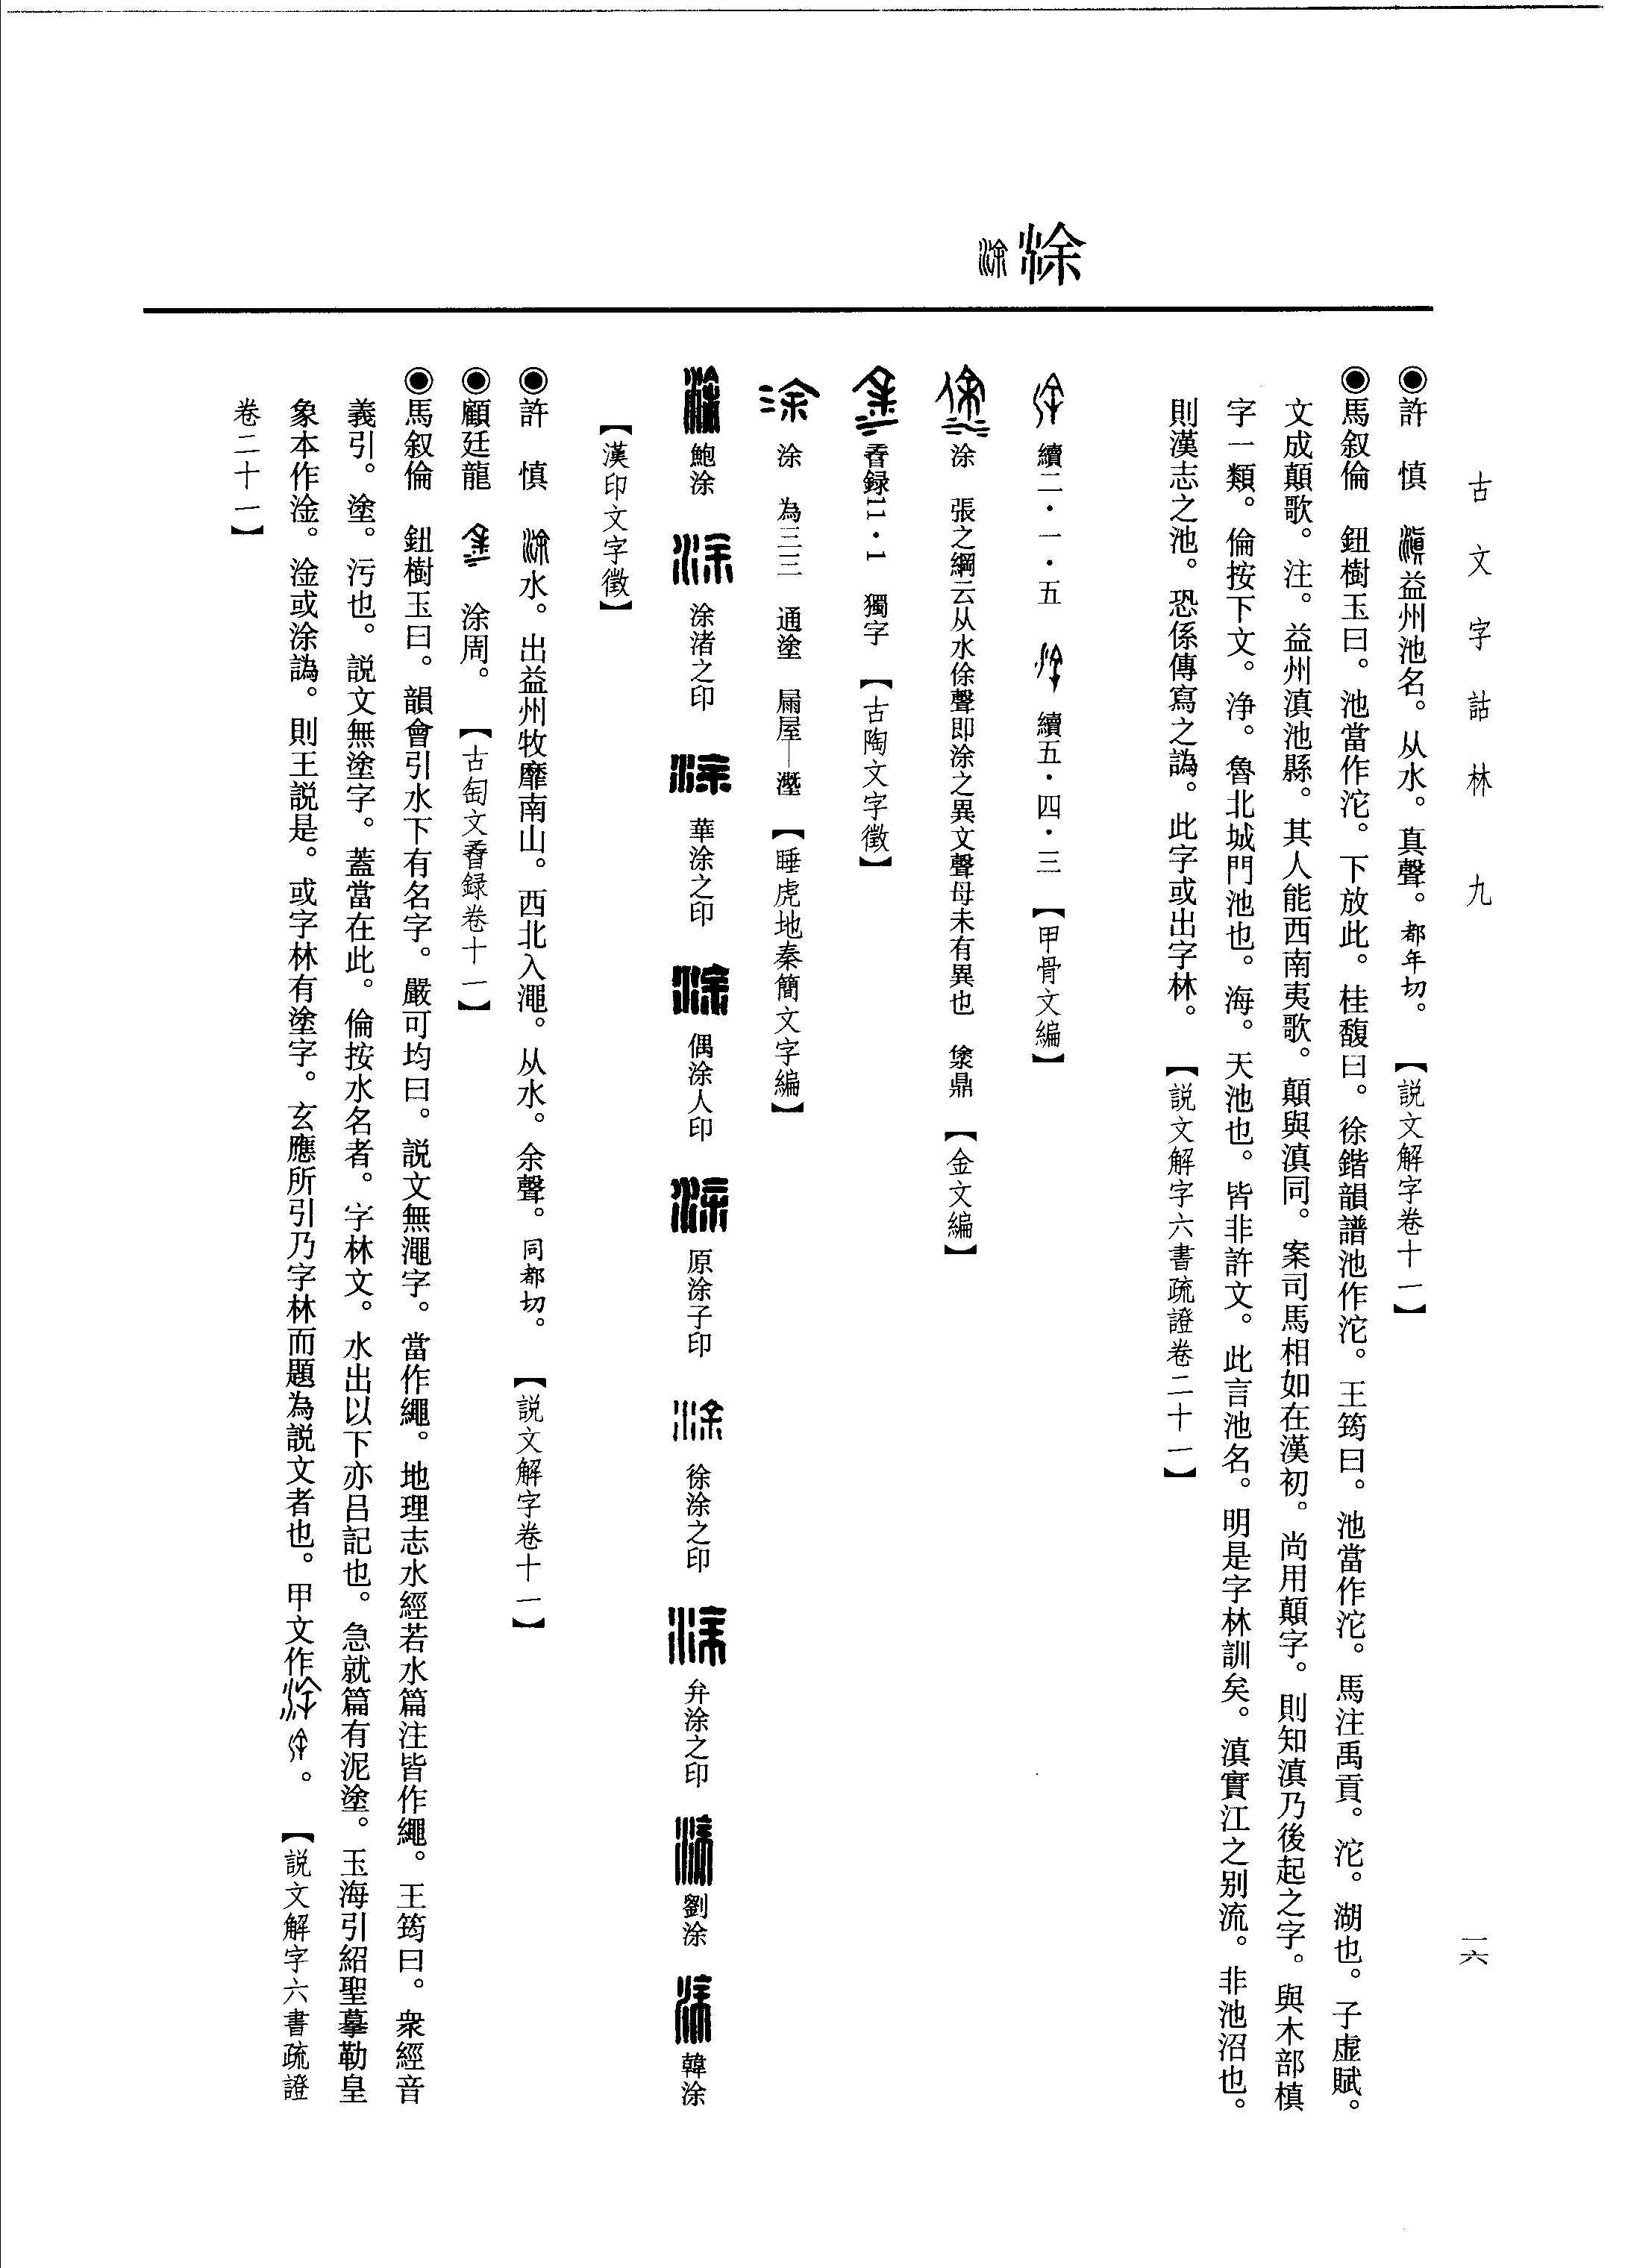 古文字詁林　九
一六
●許　慎　滇益州池名。从水。真聲。都年切。　【説文解字卷十一】
●馬叙倫　鈕樹玉曰。池當作沱。下放此。桂馥曰。徐鍇韻譜池作沱。王筠曰。池當作沱。馬注禹貢。沱。湖也。子虛賦。
文成顛歌。注。益州滇池縣。其人能西南夷歌。顛與滇同。案司馬相如在漢初。尚用顛字。則知滇乃後起之字。與木部槙
字一類。倫按下文。浄。魯北城門池也。海。天池也。皆非許文。此言池名。明是字林訓矣。滇實江之别流。非池沼也。
則漢志之池。恐係傳寫之譌。此字或出字林。　【説文解字六書疏證卷二十一】
涂
續二・一・五　續五・四・三　【甲骨文編】
涂　張之綱云从水俆聲即涂之異文聲母未有異也　鼎　【金文編】
香録11・1　獨字　【古陶文字徵】
涂　為三三　通塗　屚屋—　【睡虎地秦簡文字編】
鮑涂　涂渚之印　華涂之印　偶涂人印　原涂子印　徐涂之印　弁涂之印　劉涂　韓涂
【漢印文字徵】
●許　慎　涂水。出益州牧靡南山。西北入澠。从水。余聲。同都切。　【説文解字卷十一】
●顧廷龍　涂周。　【古匋文香録卷十一】
●馬叙倫　鈕樹玉曰。韻會引水下有名字。嚴可均曰。説文無澠字。當作繩。地理志水經若水篇注皆作繩。王筠曰。衆經音
義引。塗。污也。説文無塗字。蓋當在此。倫按水名者。字林文。水出以下亦吕記也。急就篇有泥塗。玉海引紹聖摹勒皇
象本作淦。淦或涂譌。則王説是。或字林有塗字。玄應所引乃字林而題為説文者也。甲文作。　【説文解字六書疏證
卷二十一】